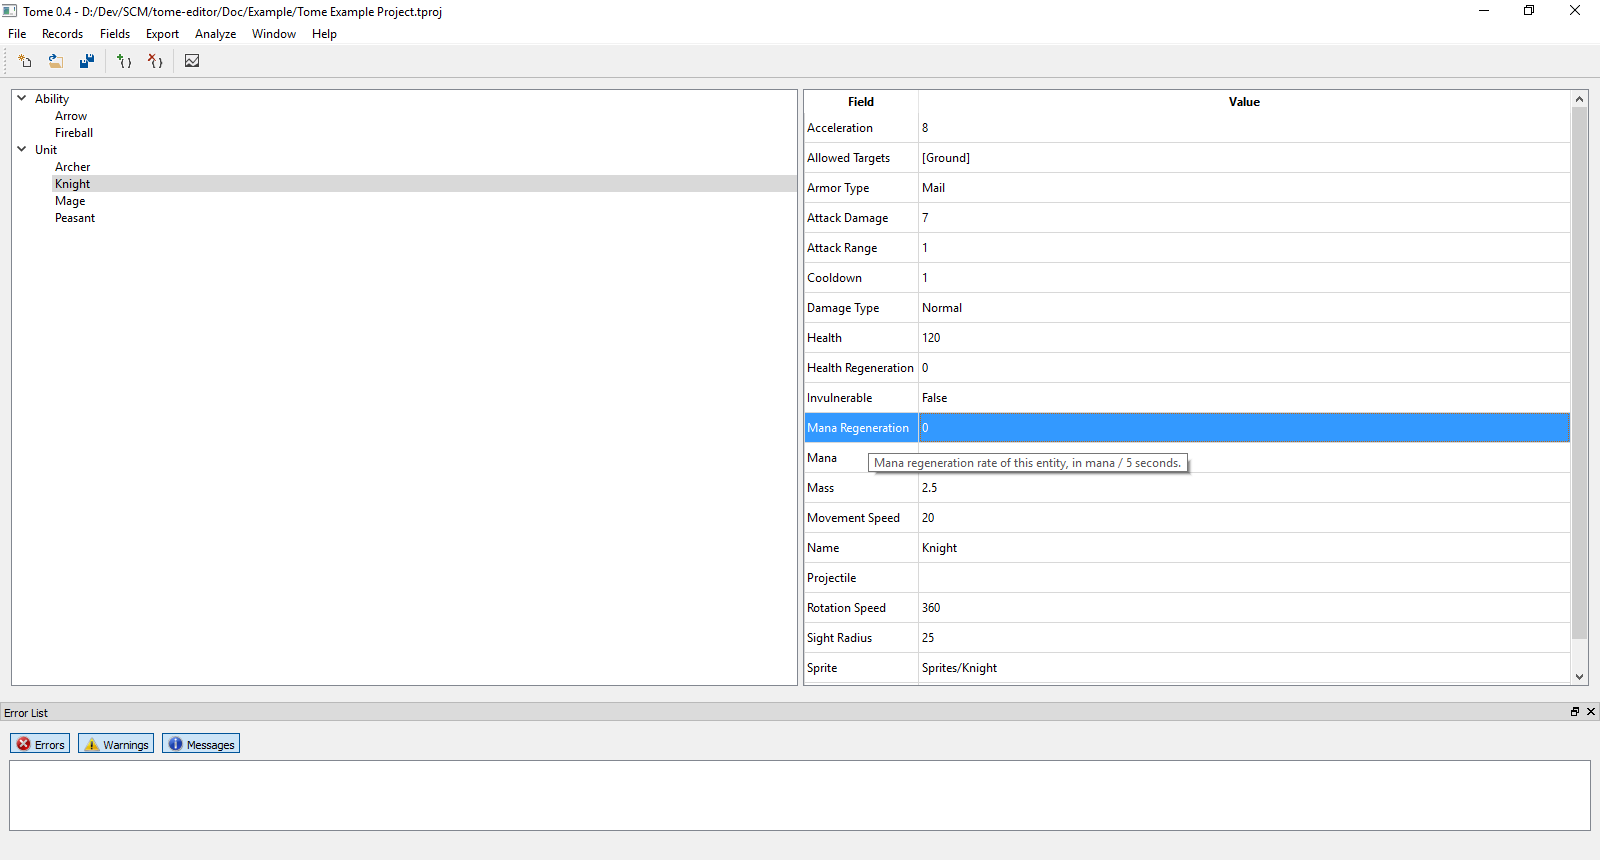 Tome 0.4 - D:/Dev/SCM/tome-editor/Doc/Example/Tome Example Project.tproj
File Records Fields Export Analyze Window Help
Ability
Arrow
Fireball
Unit
Archer
Knight
Mage
Peasant
Field Value
Acceleration 8
Allowed Targets [Ground]
Armor Type Mail
Attack Damage 7
Attack Range 1
Cooldown 1
Damage Type Normal
Health 120
Health Regeneration 0
Invulnerable False
Mana Regeneration 0
Mana
Mana regeneration rate of this entity, in mana / 5 seconds.
Mass 2.5
Movement Speed 20
Name Knight
Projectile
Rotation Speed 360
Sight Radius 25
Sprite Sprites/Knight
Error List
Errors Warnings Messages